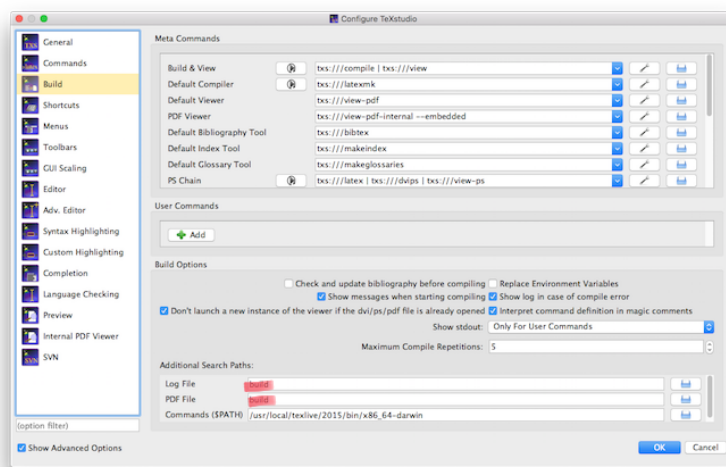 Configure TeXstudio
General
Commands
Build
Shortcuts
Menus
Toolbars
GUI Scaling
Editor
Adv. Editor
Syntax Highlighting
Custom Highlighting
Completion
Language Checking
Preview
Internal PDF Viewer
SVN
(option filter)
Show Advanced Options
Meta Commands
Build & View txs:///compile | txs:///view
Default Compiler txs:///latexmk
Default Viewer txs:///view-pdf
PDF Viewer txs:///view-pdf-internal --embedded
Default Bibliography Tool txs:///bibtex
Default Index Tool txs:///makeindex
Default Glossary Tool txs:///makeglossaries
PS Chain txs:///latex | txs:///dvips | txs:///view-ps
User Commands
Add
Build Options
Check and update bibliography before compiling Replace Environment Variables
Show messages when starting compiling Show log in case of compile error
Don't launch a new instance of the viewer if the dvi/ps/pdf file is already opened Interpret command definition in magic comments
Show stdout: Only For User Commands
Maximum Compile Repetitions: 5
Additional Search Paths:
Log File build
PDF File build
Commands ($PATH) /usr/local/texlive/2015/bin/x86_64-darwin
OK Cancel